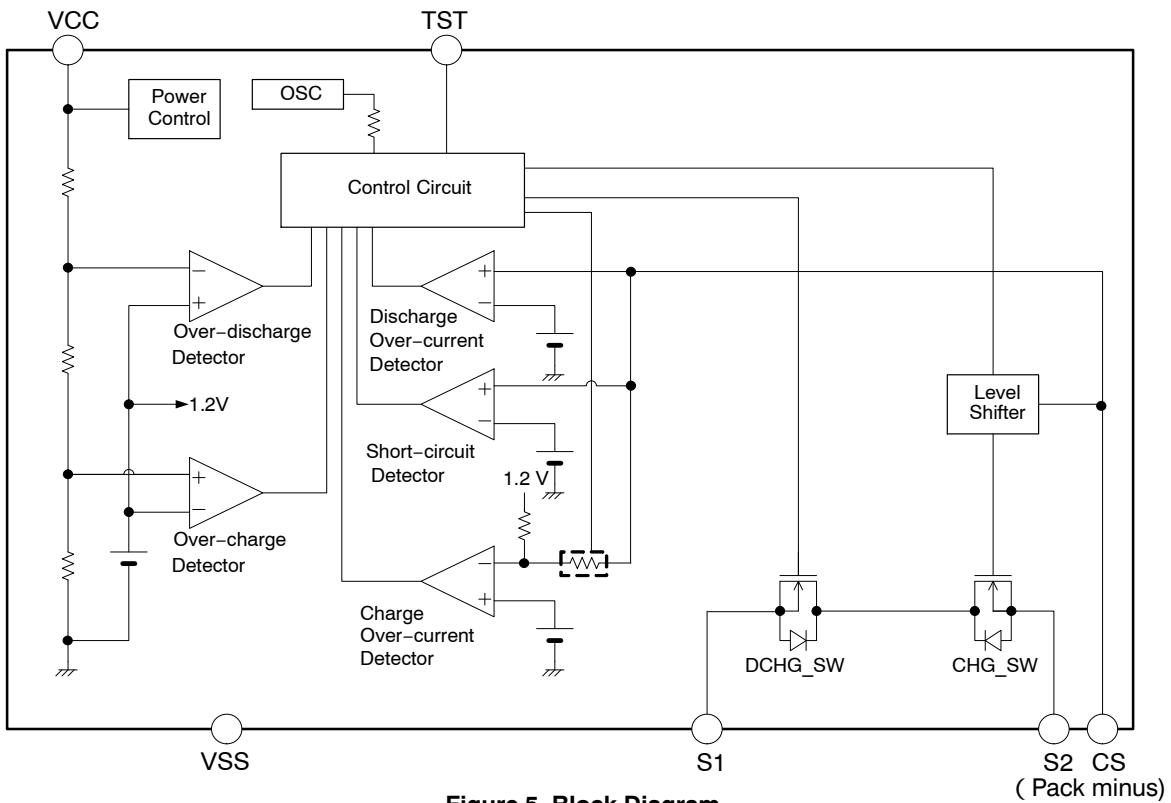 VCC
TST
Power
Control
OSC
Control Circuit
−
+
Over−discharge
Detector
+
−
Discharge
Over−current
Detector
1.2V
+
−
Short−circuit
Detector
Level
Shifter
+
−
Over−charge
Detector
1.2 V
−
+
Charge
Over−current
Detector
DCHG_SW
CHG_SW
VSS
S1
S2
CS
( Pack minus)
Figure 5. Block Diagram